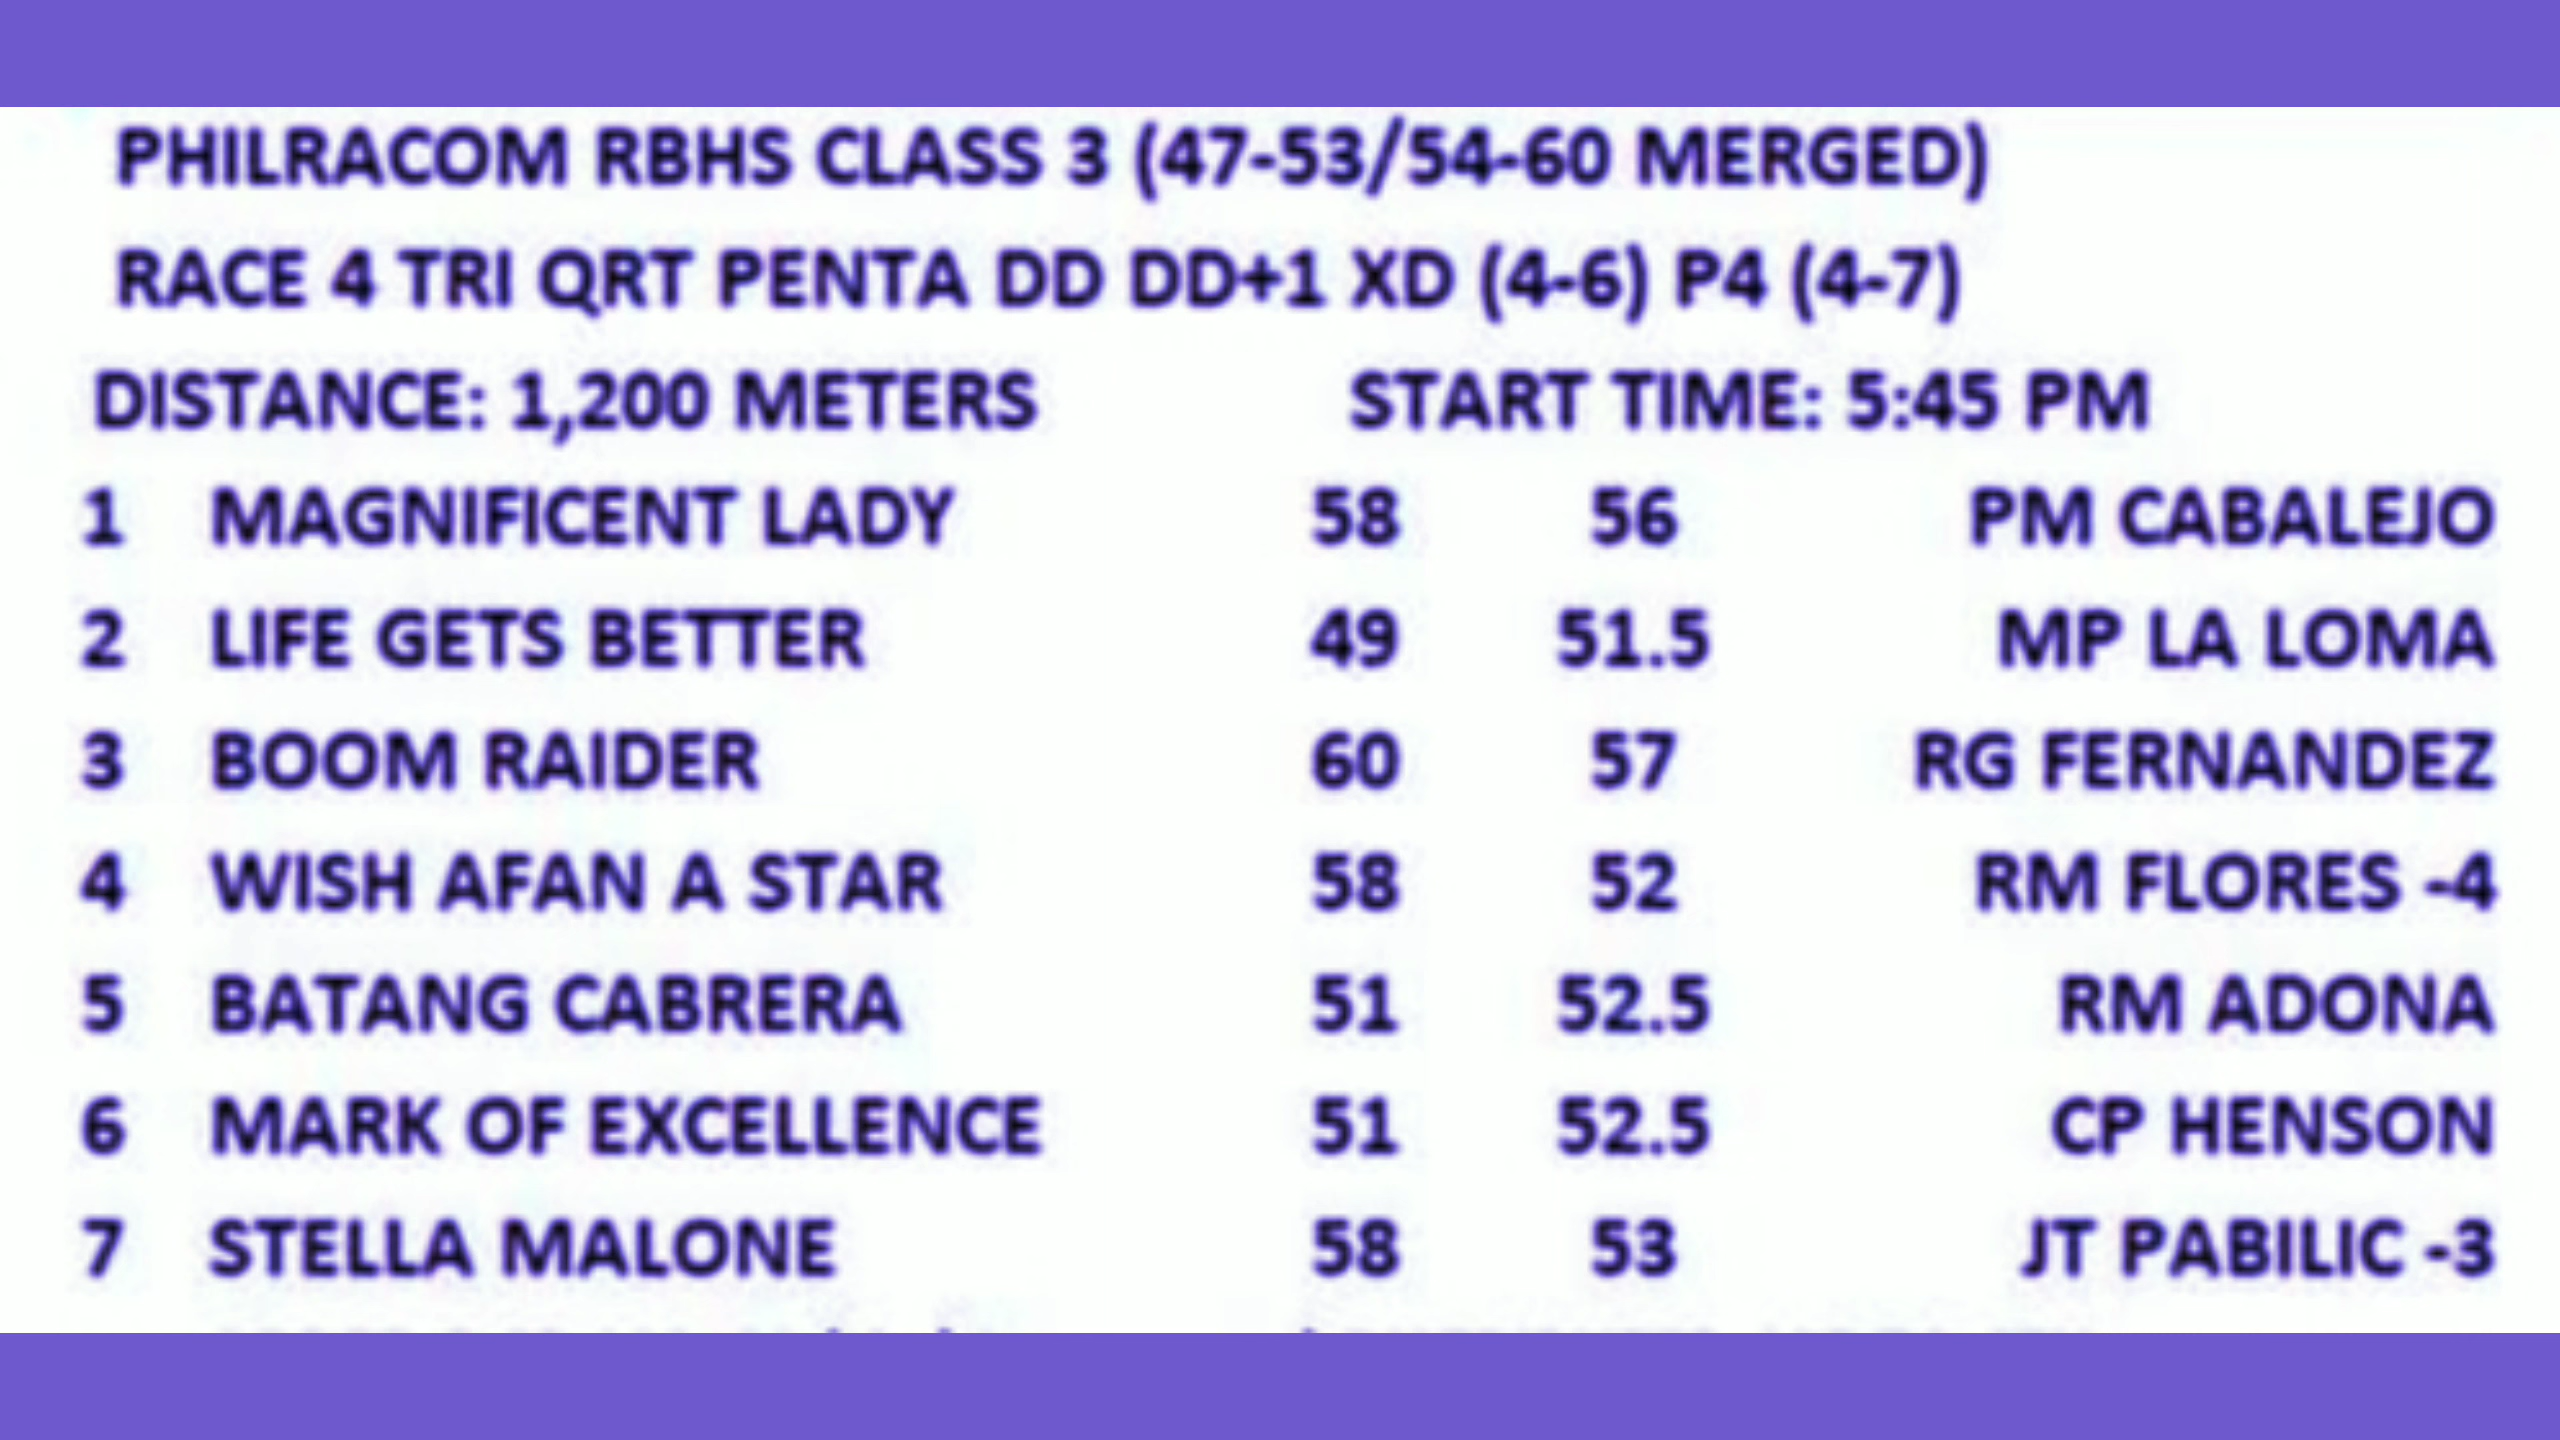 PHILRACOM RBHS CLASS 3 (47-53/54-60 MERGED)
RACE 4 TRI QRT PENTA DD DD+1 XD (4-6) P4 (4-7)
DISTANCE: 1,200 METERS START TIME: 5:45 PM
1 MAGNIFICENT LADY 58 56 PM CABALEJO
2 LIFE GETS BETTER 49 51.5 MP LA LOMA
3 BOOM RAIDER 60 57 RG FERNANDEZ
4 WISH AFAN A STAR 58 52 RM FLORES -4
5 BATANG CABRERA 51 52.5 RM ADONA
6 MARK OF EXCELLENCE 51 52.5 CP HENSON
7 STELLA MALONE 58 53 JT PABILIC -3